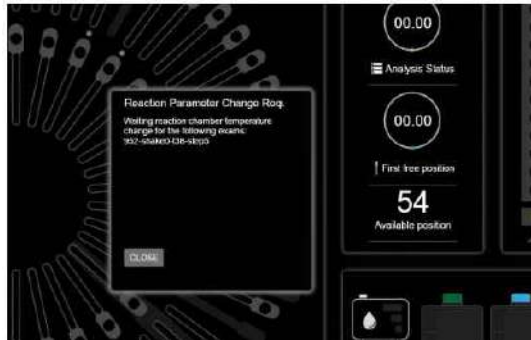 00.00
Analysis Status
00.00
First free position
54
Available position
Reaction Parameter Change Req.
Waiting reaction chamber temperature
change for the following exams:
CLOSE